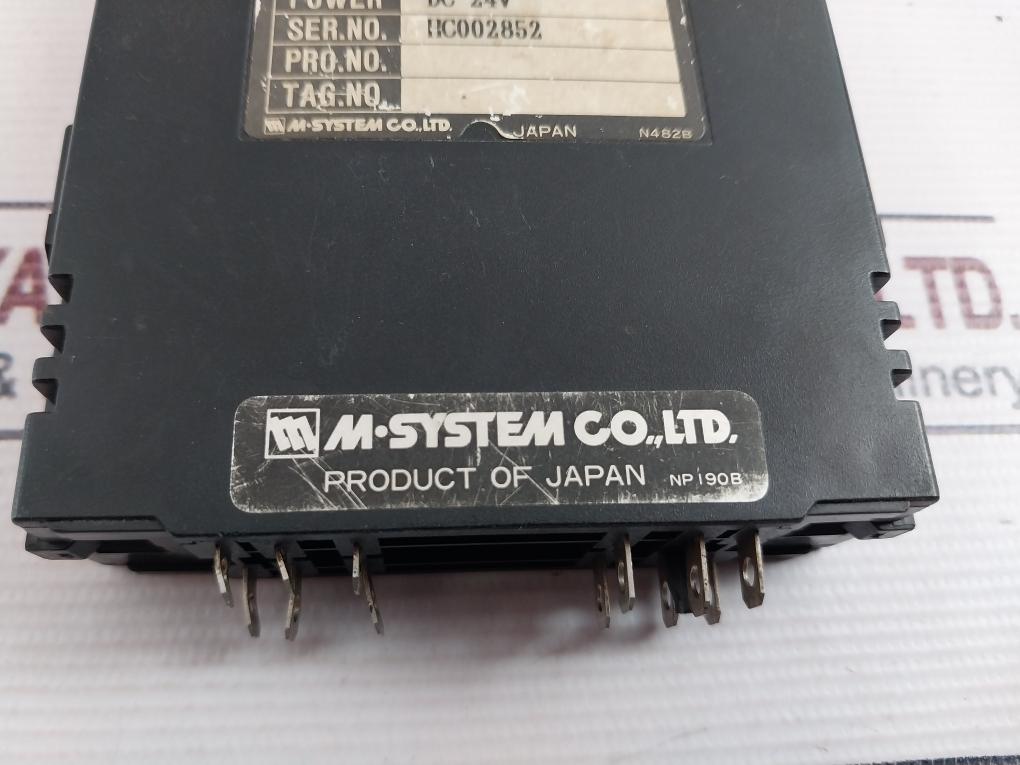 POWER DC 24V
SER.NO. HC002852
PRO.NO.
TAG.NO.
M·SYSTEM CO.,LTD. JAPAN N482B
LTD.
&
M·SYSTEM CO.,LTD.
PRODUCT OF JAPAN NP190B